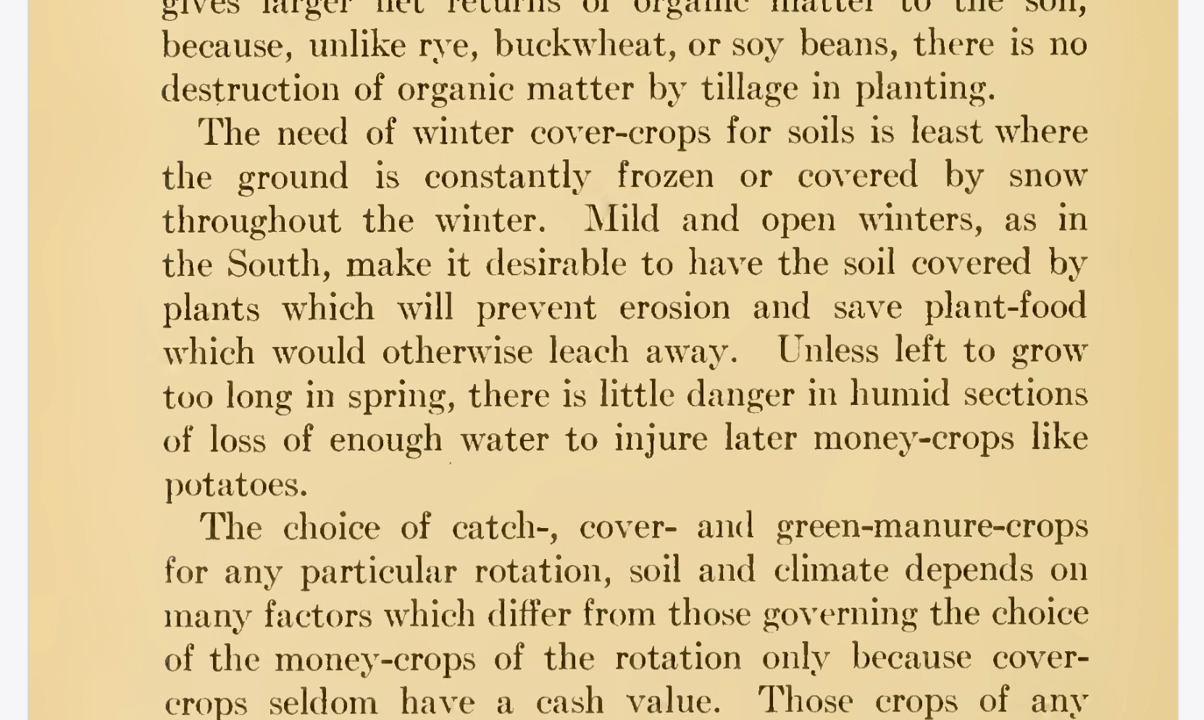 gives larger net returns of organic matter to the soil,
because, unlike rye, buckwheat, or soy beans, there is no
destruction of organic matter by tillage in planting.
The need of winter cover-crops for soils is least where
the ground is constantly frozen or covered by snow
throughout the winter. Mild and open winters, as in
the South, make it desirable to have the soil covered by
plants which will prevent erosion and save plant-food
which would otherwise leach away. Unless left to grow
too long in spring, there is little danger in humid sections
of loss of enough water to injure later money-crops like
potatoes.
The choice of catch-, cover- and green-manure-crops
for any particular rotation, soil and climate depends on
many factors which differ from those governing the choice
of the money-crops of the rotation only because cover-
crops seldom have a cash value. Those crops of any